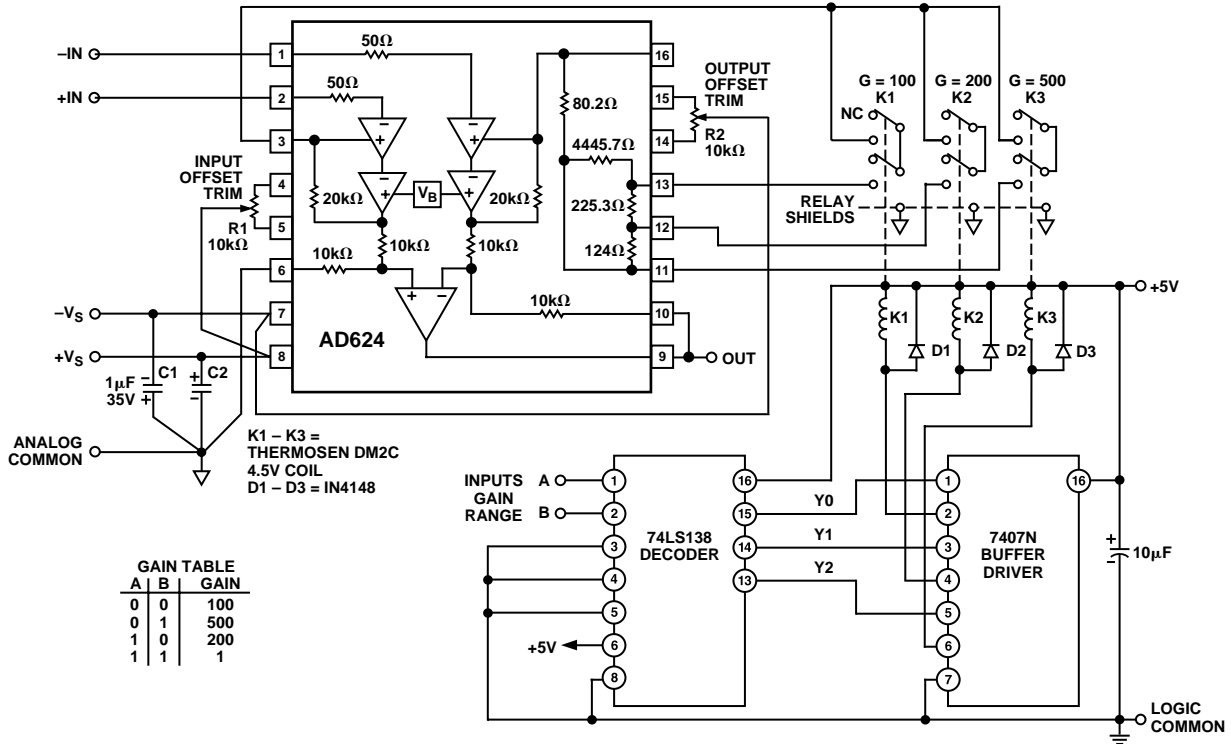 –IN
+IN
INPUT
OFFSET
TRIM
R1
10kΩ
–VS
+VS
1µF
35V
C1
C2
ANALOG
COMMON
1
2
3
4
5
6
7
8
50Ω
50Ω
20kΩ
VB
20kΩ
10kΩ
10kΩ
10kΩ
10kΩ
AD624
80.2Ω
4445.7Ω
225.3Ω
124Ω
16
15
14
13
12
11
10
9
OUTPUT
OFFSET
TRIM
R2
10kΩ
OUT
G = 100
K1
G = 200
K2
G = 500
K3
NC
RELAY
SHIELDS
+5V
K1
D1
K2
D2
K3
D3
K1 – K3 =
THERMOSEN DM2C
4.5V COIL
D1 – D3 = IN4148
INPUTS
GAIN
RANGE
A
B
1
2
3
4
5
6
8
+5V
74LS138
DECODER
16
15
14
13
Y0
Y1
Y2
1
2
3
4
5
6
7
7407N
BUFFER
DRIVER
16
10µF
LOGIC
COMMON
GAIN TABLE
A B GAIN
0 0 100
0 1 500
1 0 200
1 1 1